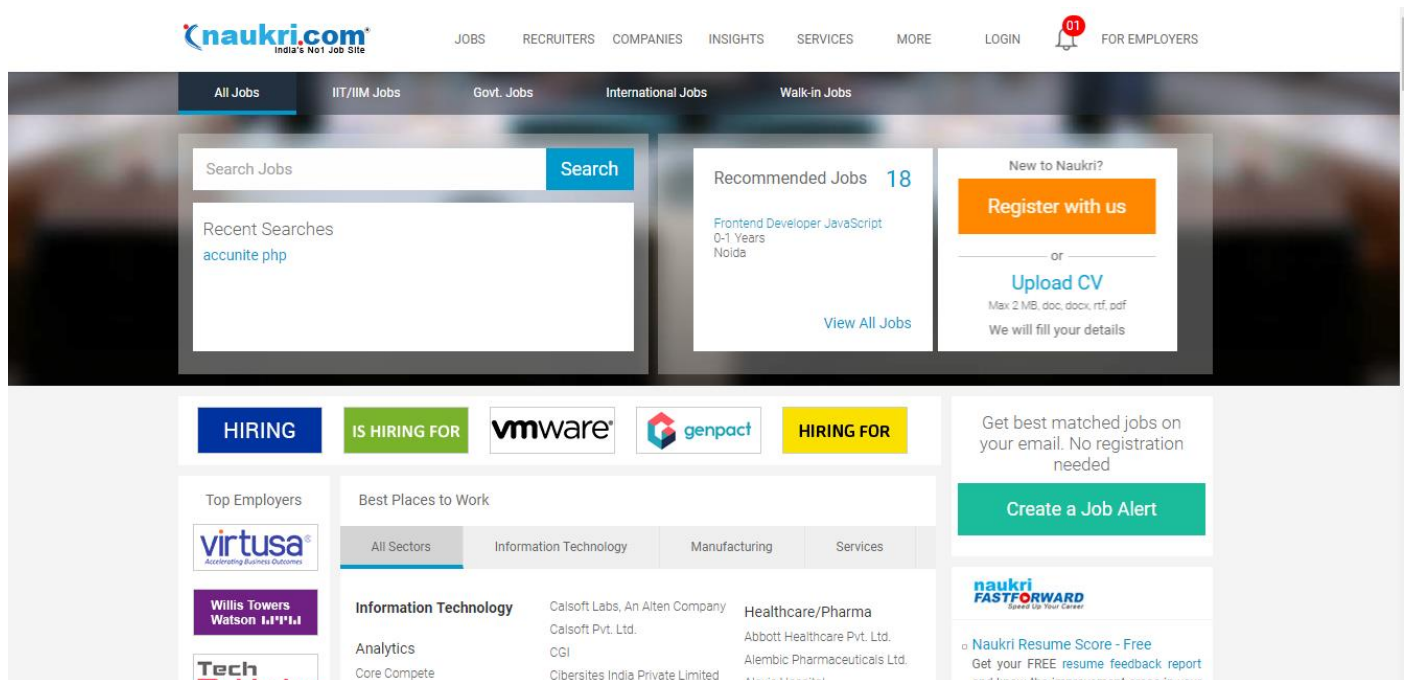 naukri.com
India's No1 Job Site
JOBS RECRUITERS COMPANIES INSIGHTS SERVICES MORE LOGIN 01 FOR EMPLOYERS
All Jobs IIT/IIM Jobs Govt. Jobs International Jobs Walk-in Jobs
Search Jobs Search
Recent Searches
accunite php
Recommended Jobs 18
Frontend Developer JavaScript
0-1 Years
Noida
View All Jobs
New to Naukri?
Register with us
or
Upload CV
Max 2 MB, doc, docx, rtf, pdf
We will fill your details
HIRING IS HIRING FOR vmware genpact HIRING FOR
Get best matched jobs on
your email. No registration
needed
Create a Job Alert
Top Employers
virtusa
Accelerating Business Outcomes
Willis Towers
Watson
Tech
Best Places to Work
All Sectors Information Technology Manufacturing Services
Information Technology
Analytics
Core Compete
Calsoft Labs, An Alten Company
Calsoft Pvt. Ltd.
CGI
Cibersites India Private Limited
Healthcare/Pharma
Abbott Healthcare Pvt. Ltd.
Alembic Pharmaceuticals Ltd.
naukri
FASTFORWARD
Speed Up Your Career
Naukri Resume Score - Free
Get your FREE resume feedback report